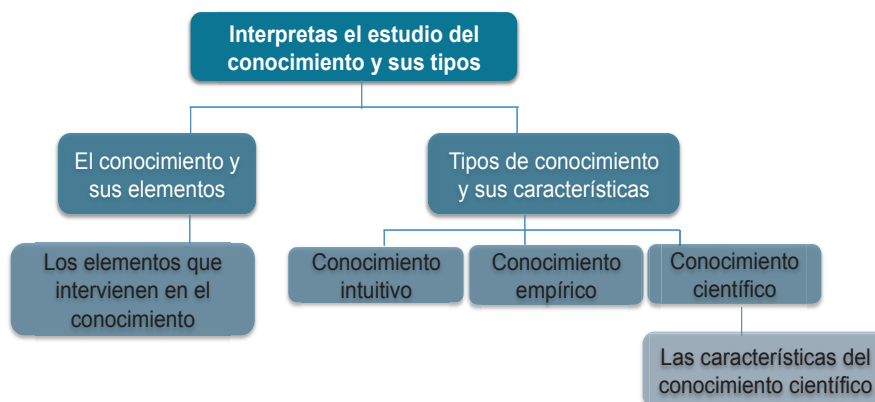 Interpretas el estudio del
conocimiento y sus tipos
El conocimiento y
sus elementos
Tipos de conocimiento
y sus características
Los elementos que
intervienen en el
conocimiento
Conocimiento
intuitivo
Conocimiento
empírico
Conocimiento
científico
Las características del
conocimiento científico